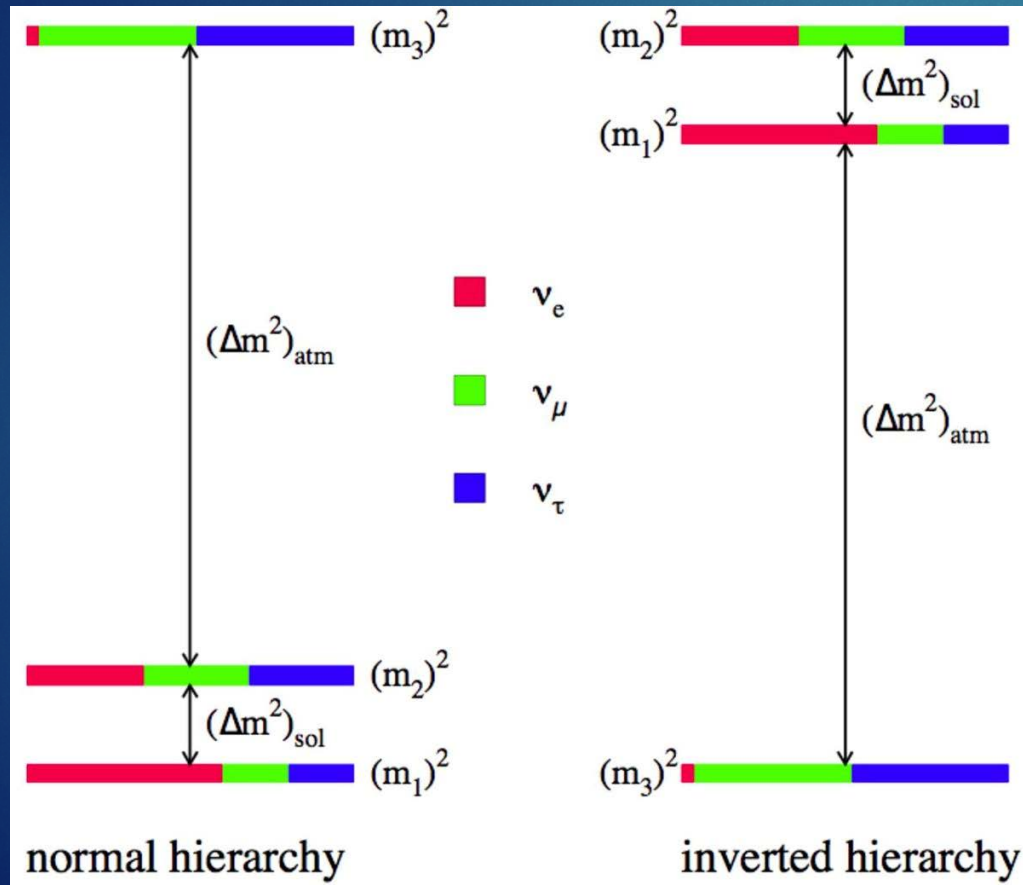 (m₃)²
(Δm²)atm
(m₂)²
(Δm²)sol
(m₁)²
normal hierarchy
νe
νμ
ντ
(m₂)²
(Δm²)sol
(m₁)²
(Δm²)atm
(m₃)²
inverted hierarchy